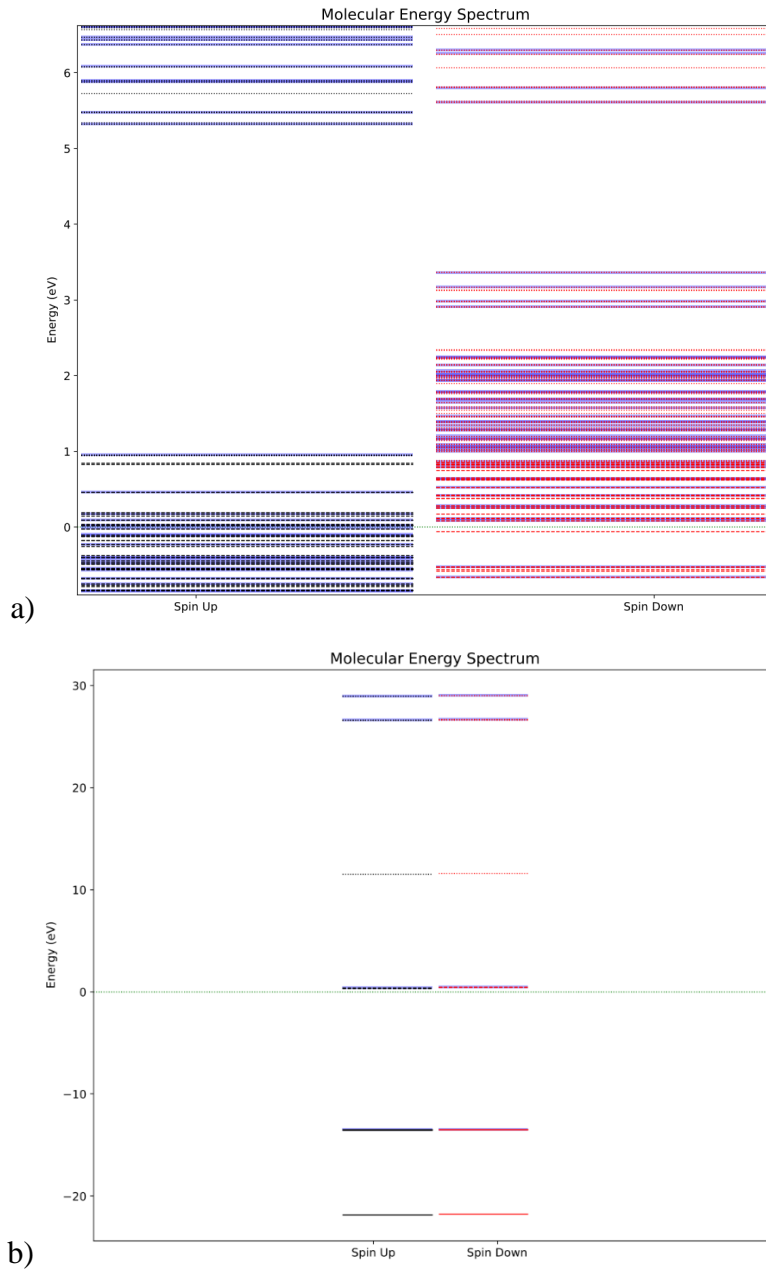 Molecular Energy Spectrum
6
5
4
3
2
1
0
Energy (eV)
Spin Up Spin Down
a)
Molecular Energy Spectrum
30
20
10
0
−10
−20
Energy (eV)
Spin Up Spin Down
b)